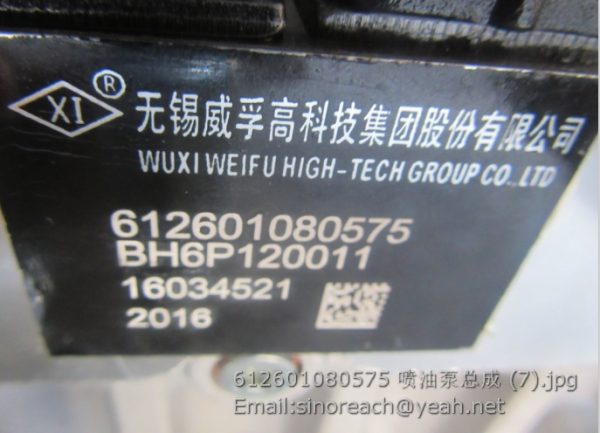 XI ®
无锡威孚高科技集团股份有限公司
WUXI WEIFU HIGH-TECH GROUP CO.,LTD
612601080575
BH6P120011
16034521
2016
612601080575 喷油泵总成 (7).jpg
Email:sinoreach@yeah.net